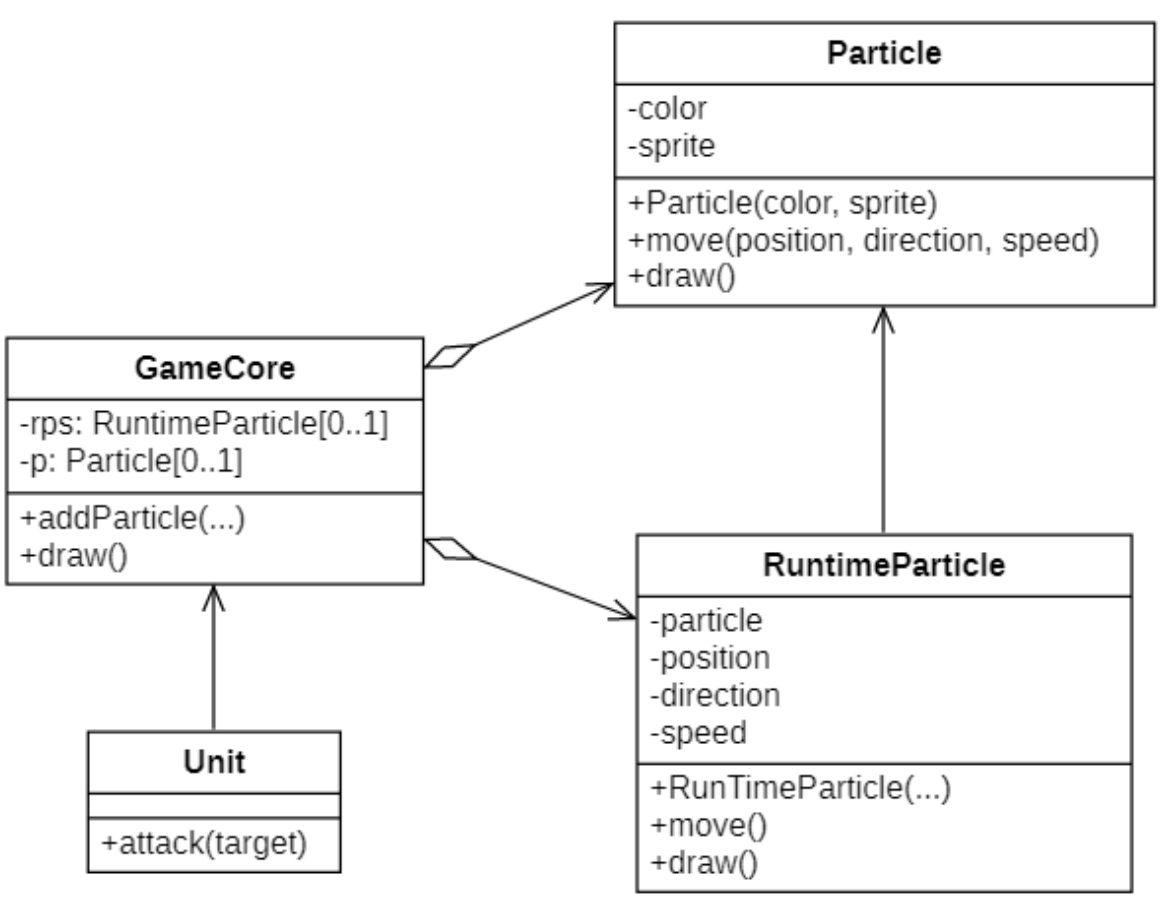 Particle
-color
-sprite
+Particle(color, sprite)
+move(position, direction, speed)
+draw()
GameCore
-rps: RuntimeParticle[0..1]
-p: Particle[0..1]
+addParticle(...)
+draw()
RuntimeParticle
-particle
-position
-direction
-speed
+RunTimeParticle(...)
+move()
+draw()
Unit
+attack(target)